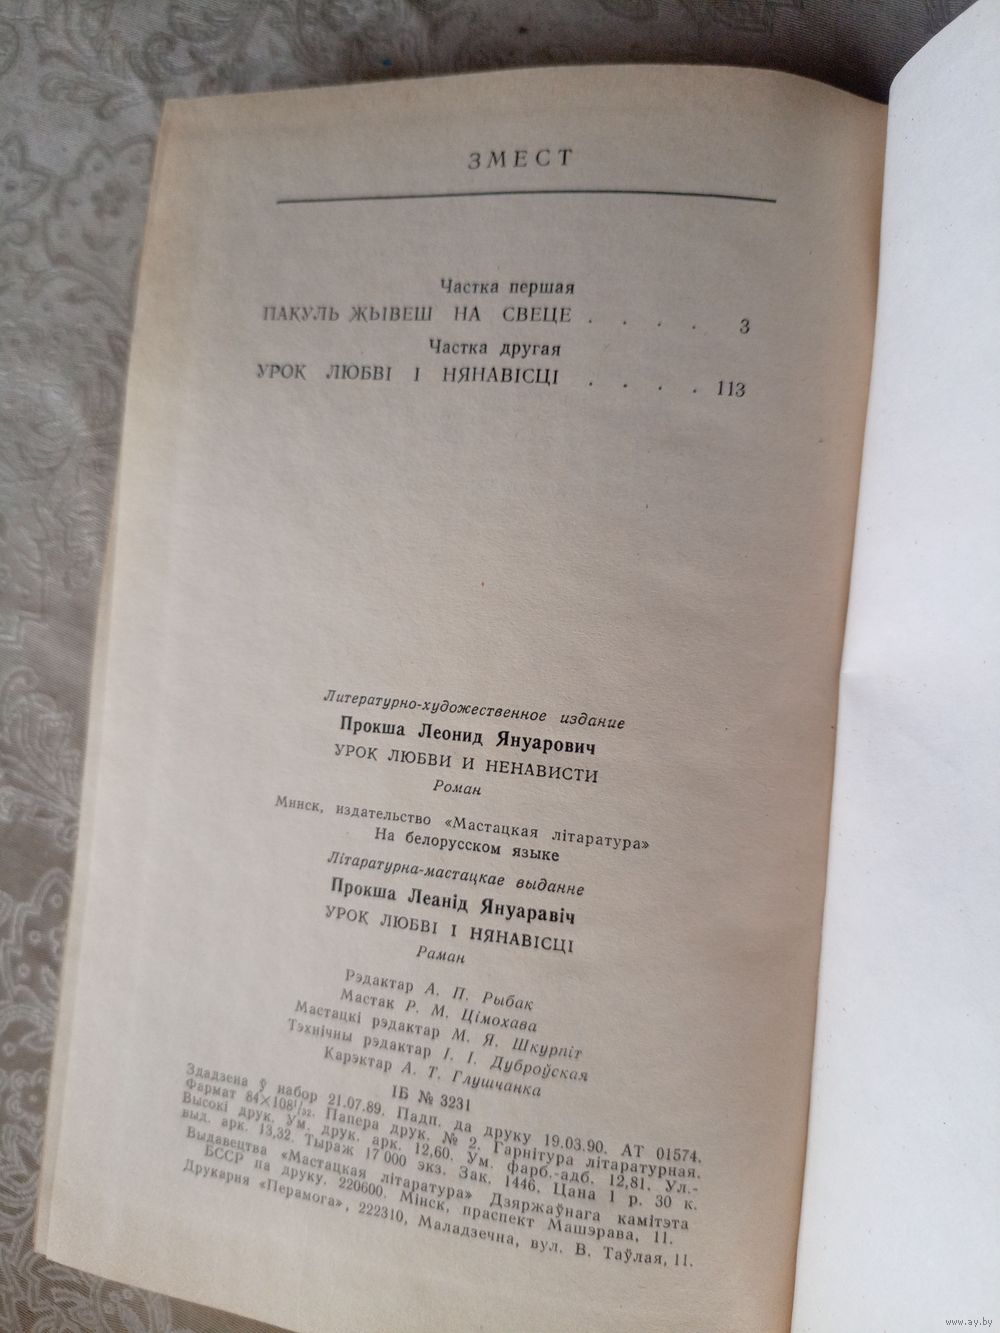 ЗМЕСТ
Частка першая
ПАКУЛЬ ЖЫВЕШ НА СВЕЦЕ . . . . 3
Частка другая
УРОК ЛЮБВІ І НЯНАВІСЦІ . . . . 113
Литературно-художественное издание
Прокша Леонид Януарович
УРОК ЛЮБВИ И НЕНАВИСТИ
Роман
Минск, издательство «Мастацкая літаратура»
На белорусском языке
Літаратурна-мастацкае выданне
Прокша Леанід Януаравіч
УРОК ЛЮБВІ І НЯНАВІСЦІ
Раман
Рэдактар А. П. Рыбак
Мастак Р. М. Цімохава
Мастацкі рэдактар М. Я. Шкурпіт
Тэхнічны рэдактар І. І. Дуброўская
Карэктар А. Т. Глушчанка
ІБ № 3231
Здадзена ў набор 21.07.89. Падп. да друку 19.03.90. АТ 01574.
Фармат 84×108¹/₃₂. Папера друк. № 2. Гарнітура літаратурная.
Высокі друк. Ум. друк. арк. 12,60. Ум. фарб.-адб. 12,81. Ул.-
выд. арк. 13,32. Тыраж 17 000 экз. Зак. 1446. Цана 1 р. 30 к.
Выдавецтва «Мастацкая літаратура» Дзяржаўнага камітэта
БССР па друку. 220600. Мінск, праспект Машэрава, 11.
Друкарня «Перамога», 222310, Маладзечна, вул. В. Таўлая, 11.
www.ay.by